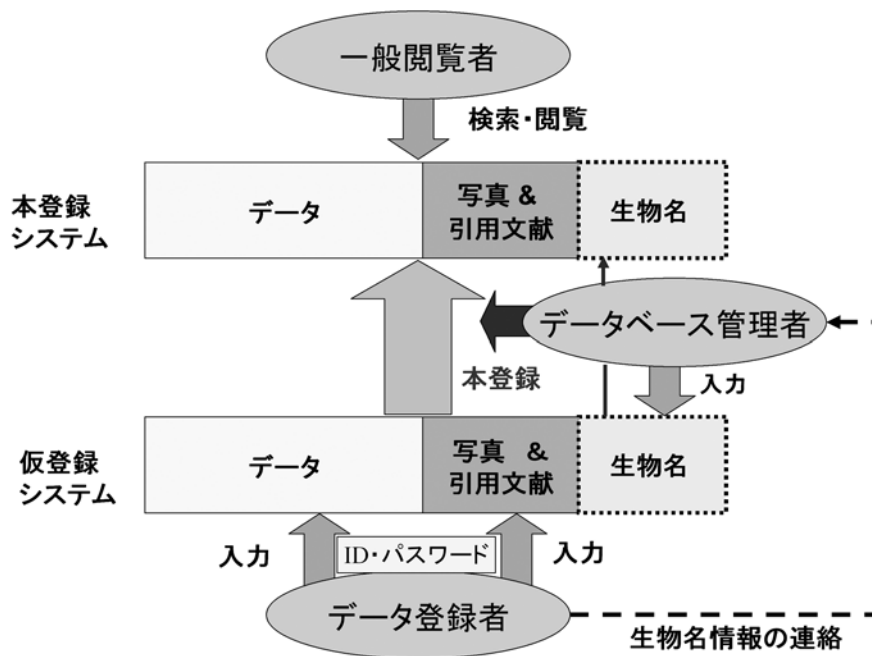 一般閲覧者
検索・閲覧
本登録
システム
データ
写真 &
引用文献
生物名
データベース管理者
本登録
入力
仮登録
システム
データ
写真 &
引用文献
生物名
入力
ID・パスワード
入力
データ登録者
生物名情報の連絡